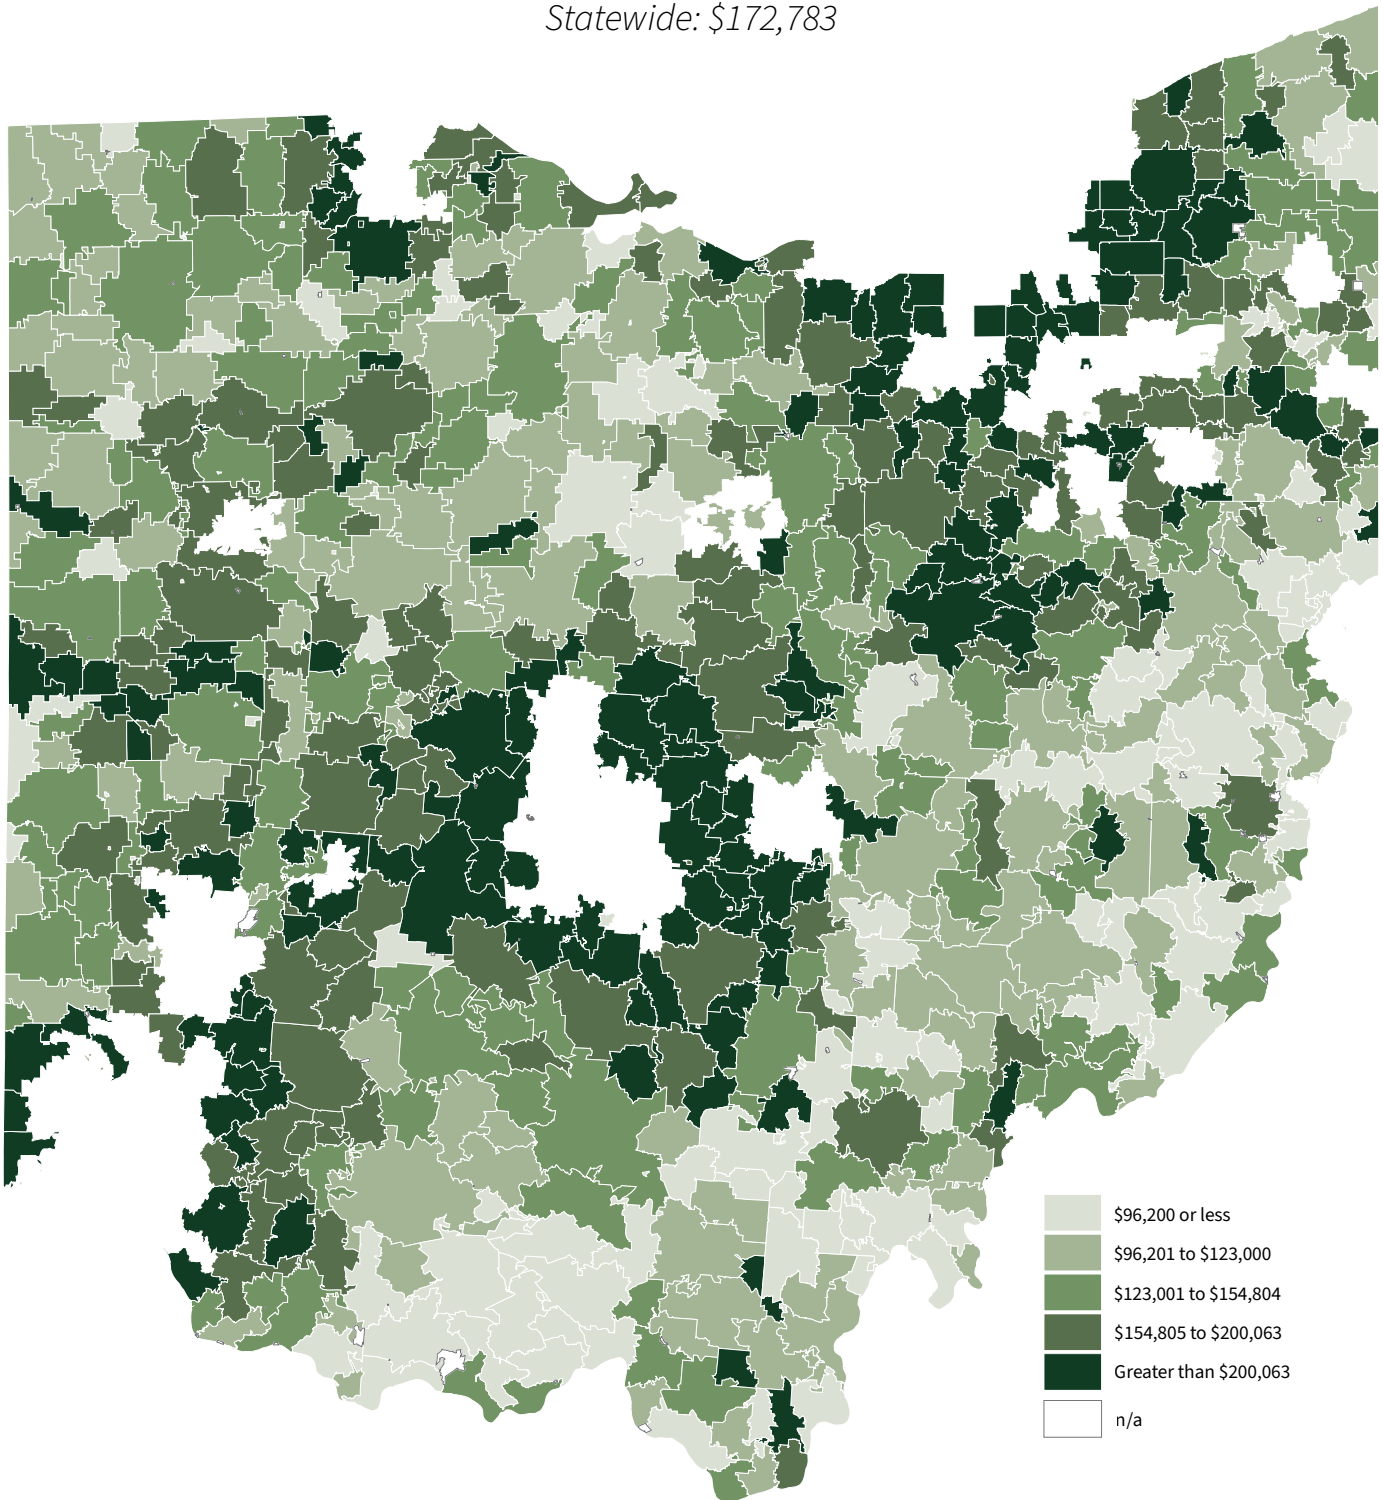 Statewide: $172,783
$96,200 or less
$96,201 to $123,000
$123,001 to $154,804
$154,805 to $200,063
Greater than $200,063
n/a